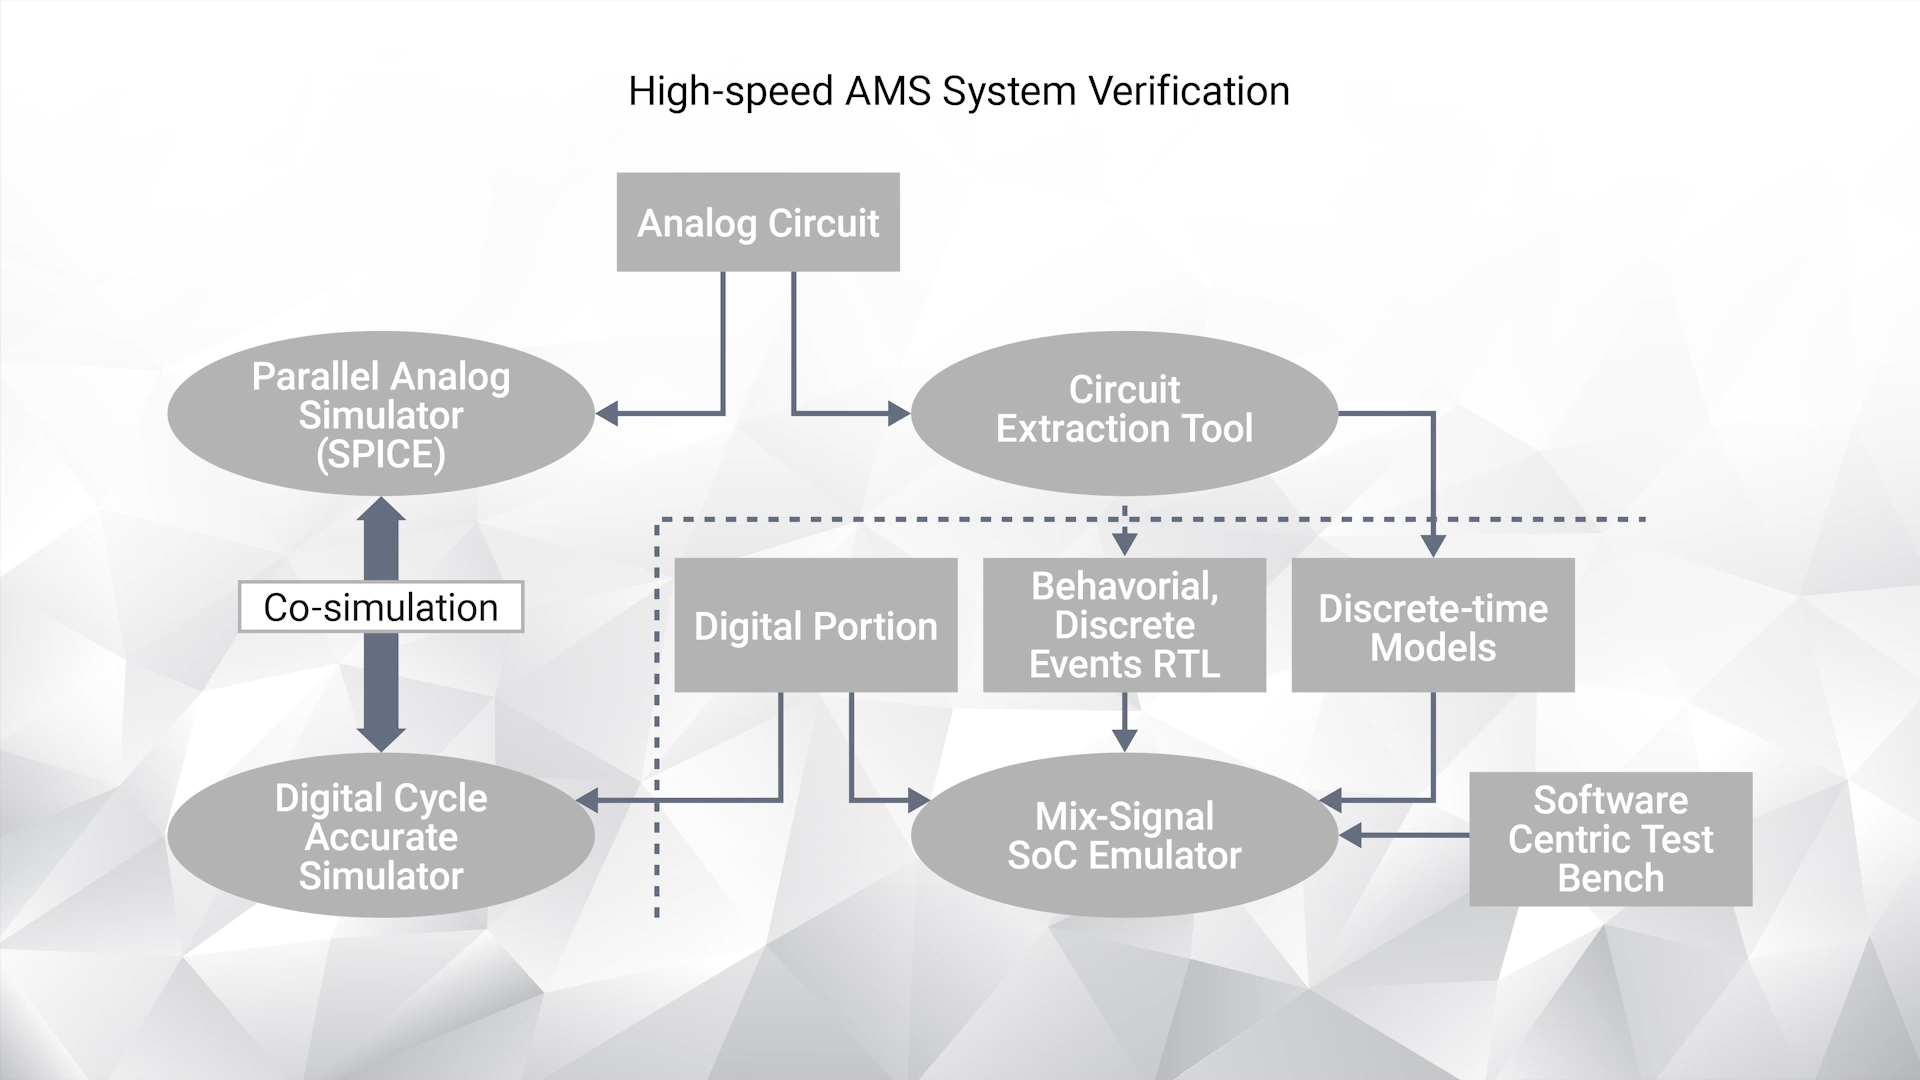 High-speed AMS System Verification
Analog Circuit
Parallel Analog
Simulator
(SPICE)
Circuit
Extraction Tool
Co-simulation
Digital Portion
Behavorial,
Discrete
Events RTL
Discrete-time
Models
Digital Cycle
Accurate
Simulator
Mix-Signal
SoC Emulator
Software
Centric Test
Bench